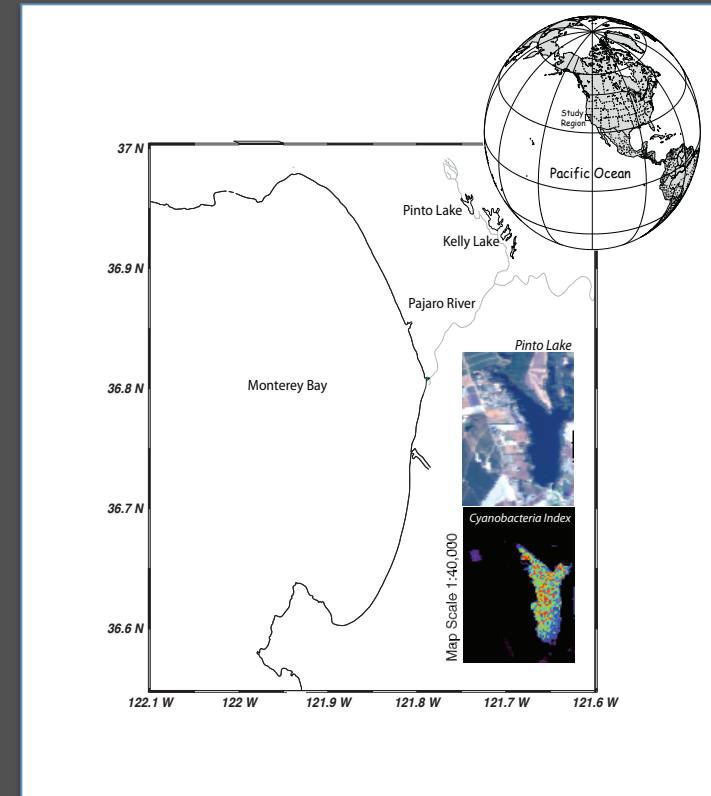 Study
Region
Pacific Ocean
37 N
Pinto Lake
Kelly Lake
36.9 N
Pajaro River
Pinto Lake
Monterey Bay
36.8 N
36.7 N
Cyanobacteria Index
Map Scale 1:40,000
36.6 N
122.1 W
122 W
121.9 W
121.8 W
121.7 W
121.6 W